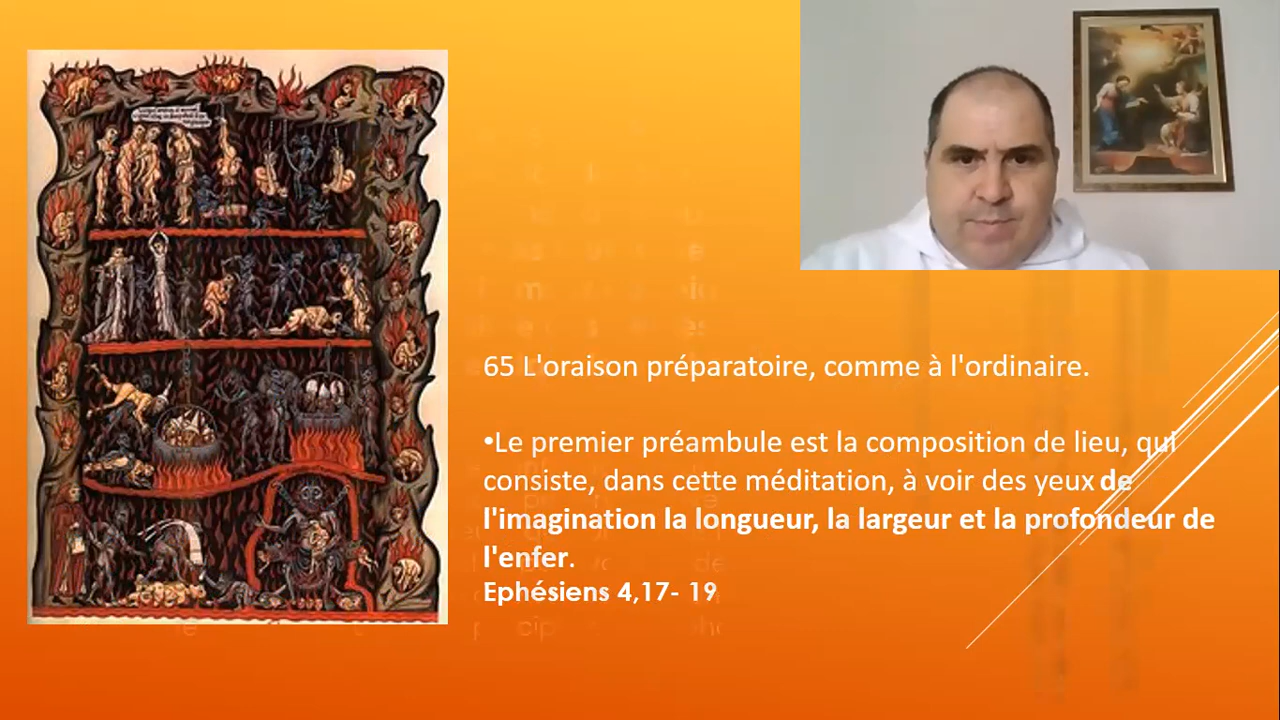 65 L'oraison préparatoire, comme à l'ordinaire.
•Le premier préambule est la composition de lieu, qui
consiste, dans cette méditation, à voir des yeux de
l'imagination la longueur, la largeur et la profondeur de
l'enfer.
Ephésiens 4,17- 19